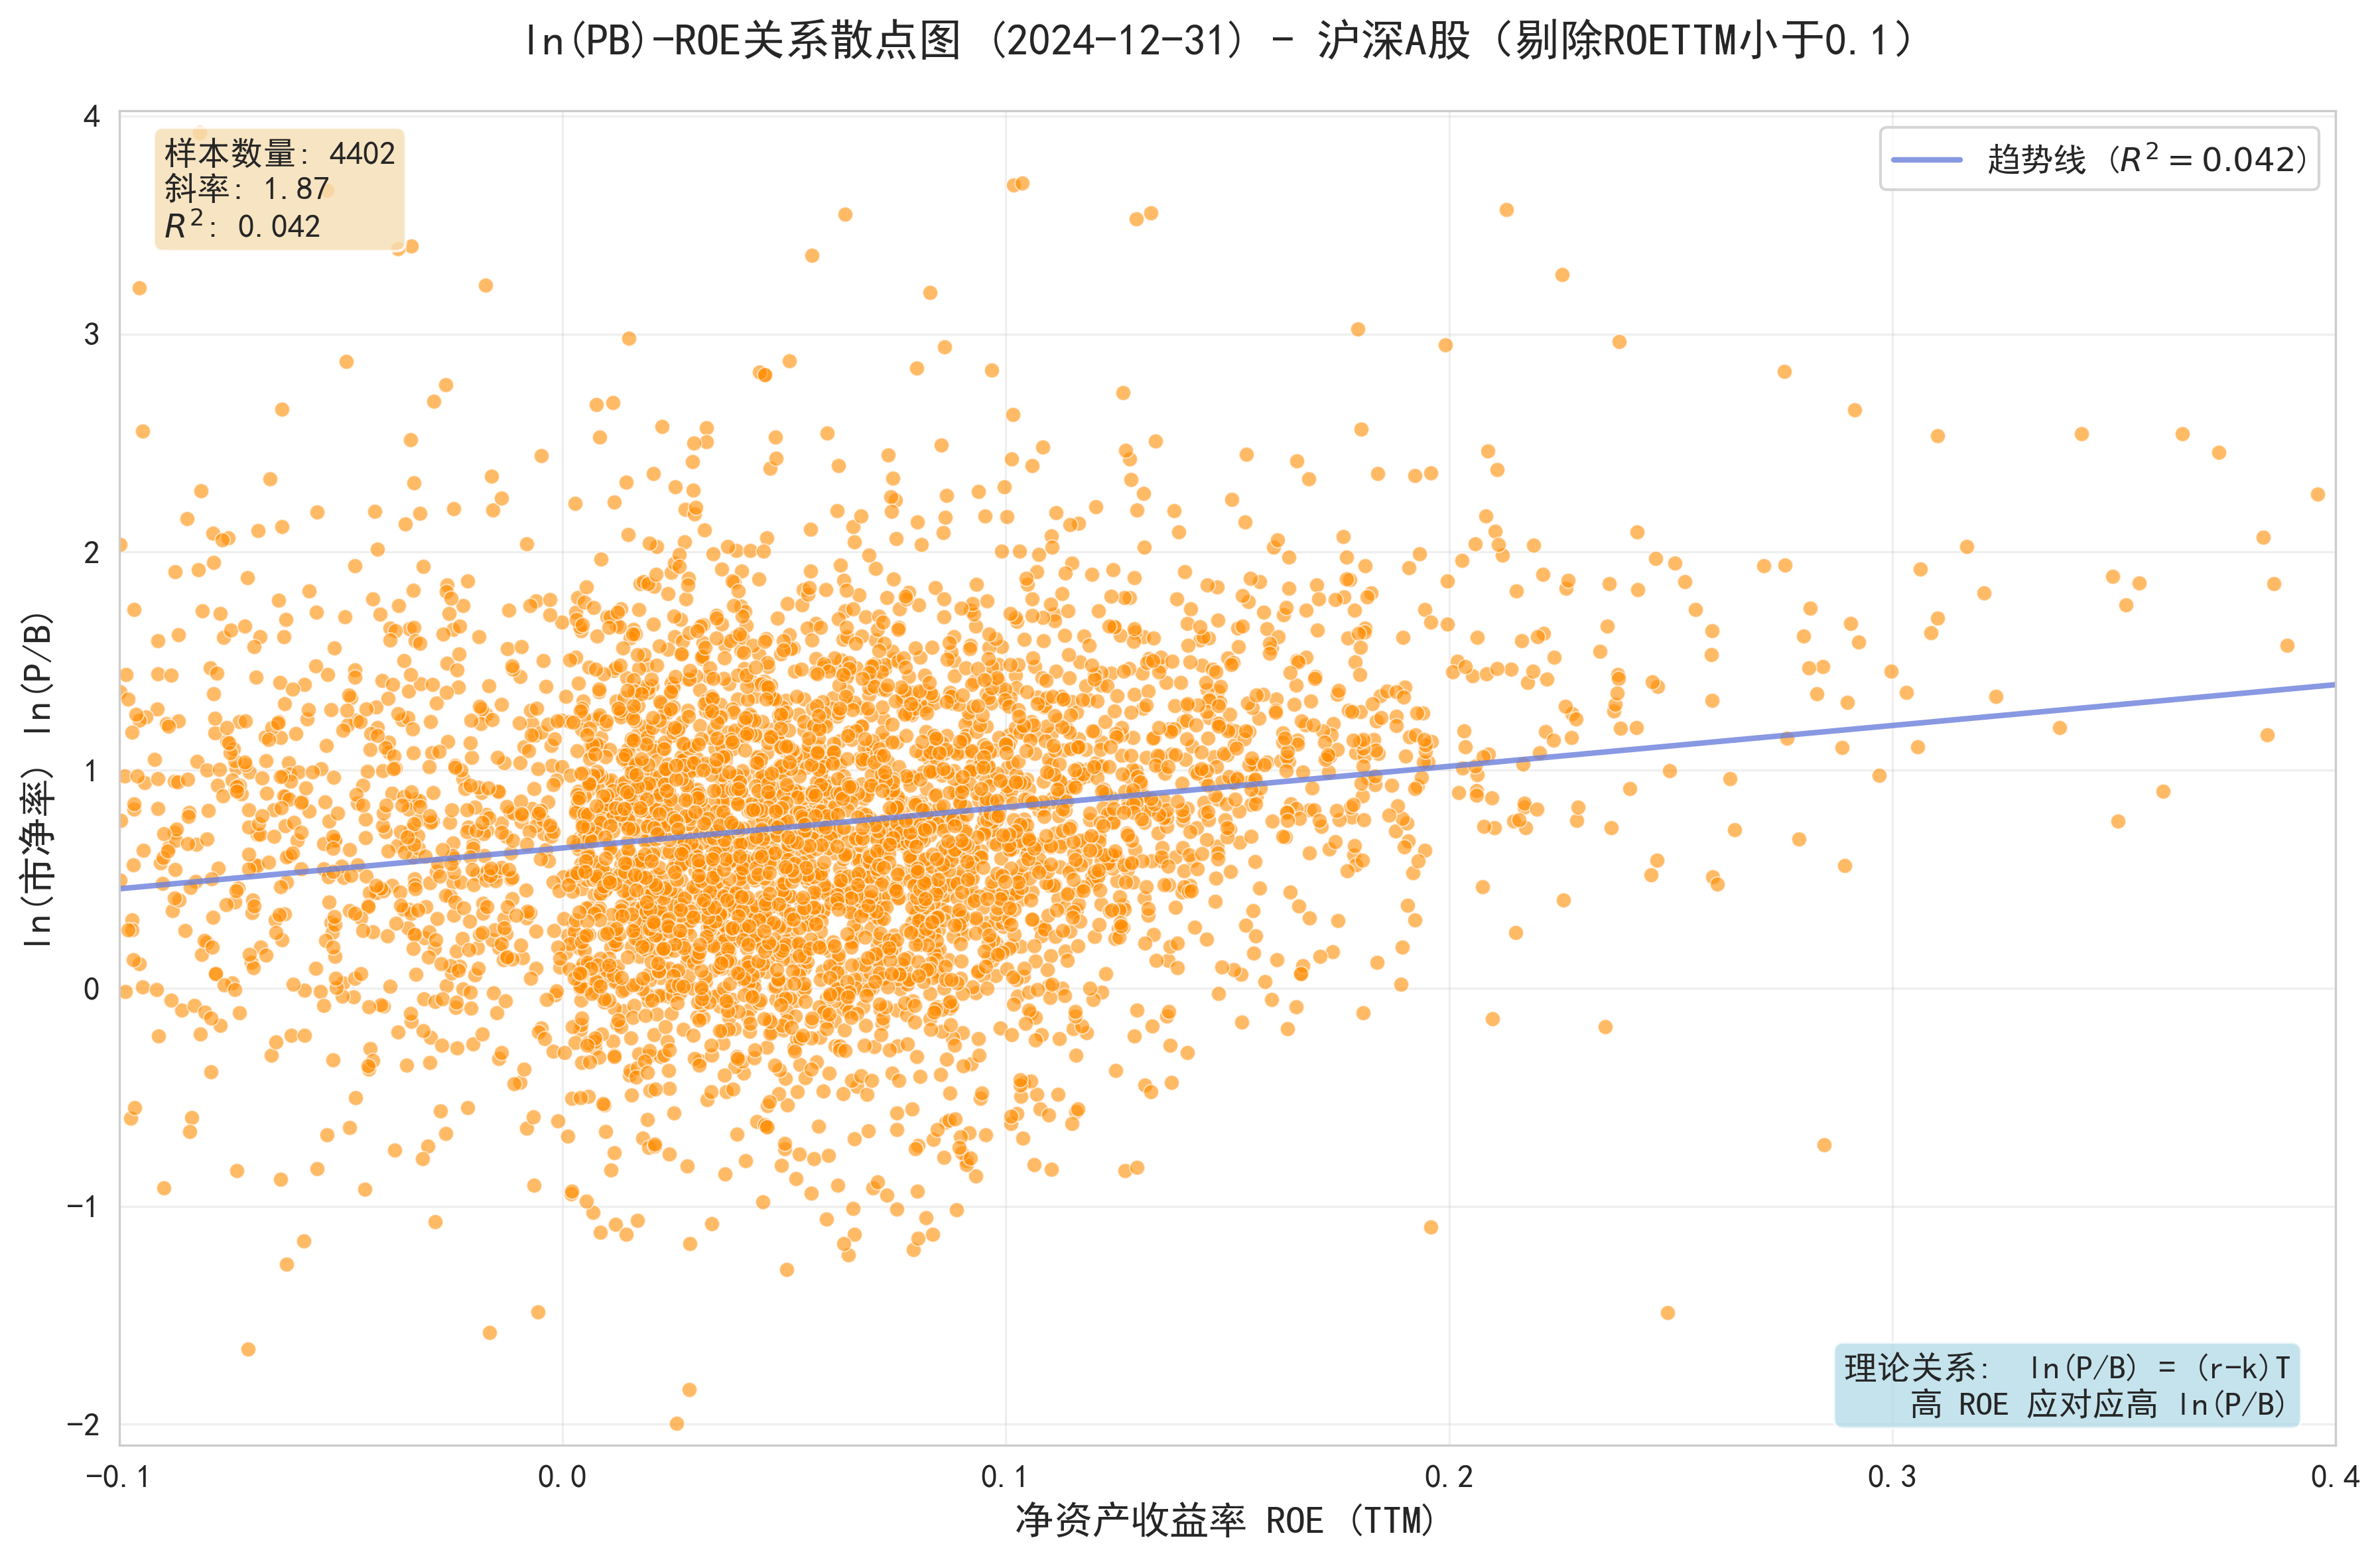 ln(PB)-ROE关系散点图 (2024-12-31) - 沪深A股（剔除ROETTM小于0.1）
样本数量: 4402
斜率: 1.87
R²: 0.042
趋势线 (R² = 0.042)
4
3
2
1
0
−1
−2
ln(市净率) ln(P/B)
理论关系: ln(P/B) = (r-k)T
高 ROE 应对应高 ln(P/B)
−0.1
0.0
0.1
0.2
0.3
0.4
净资产收益率 ROE (TTM)